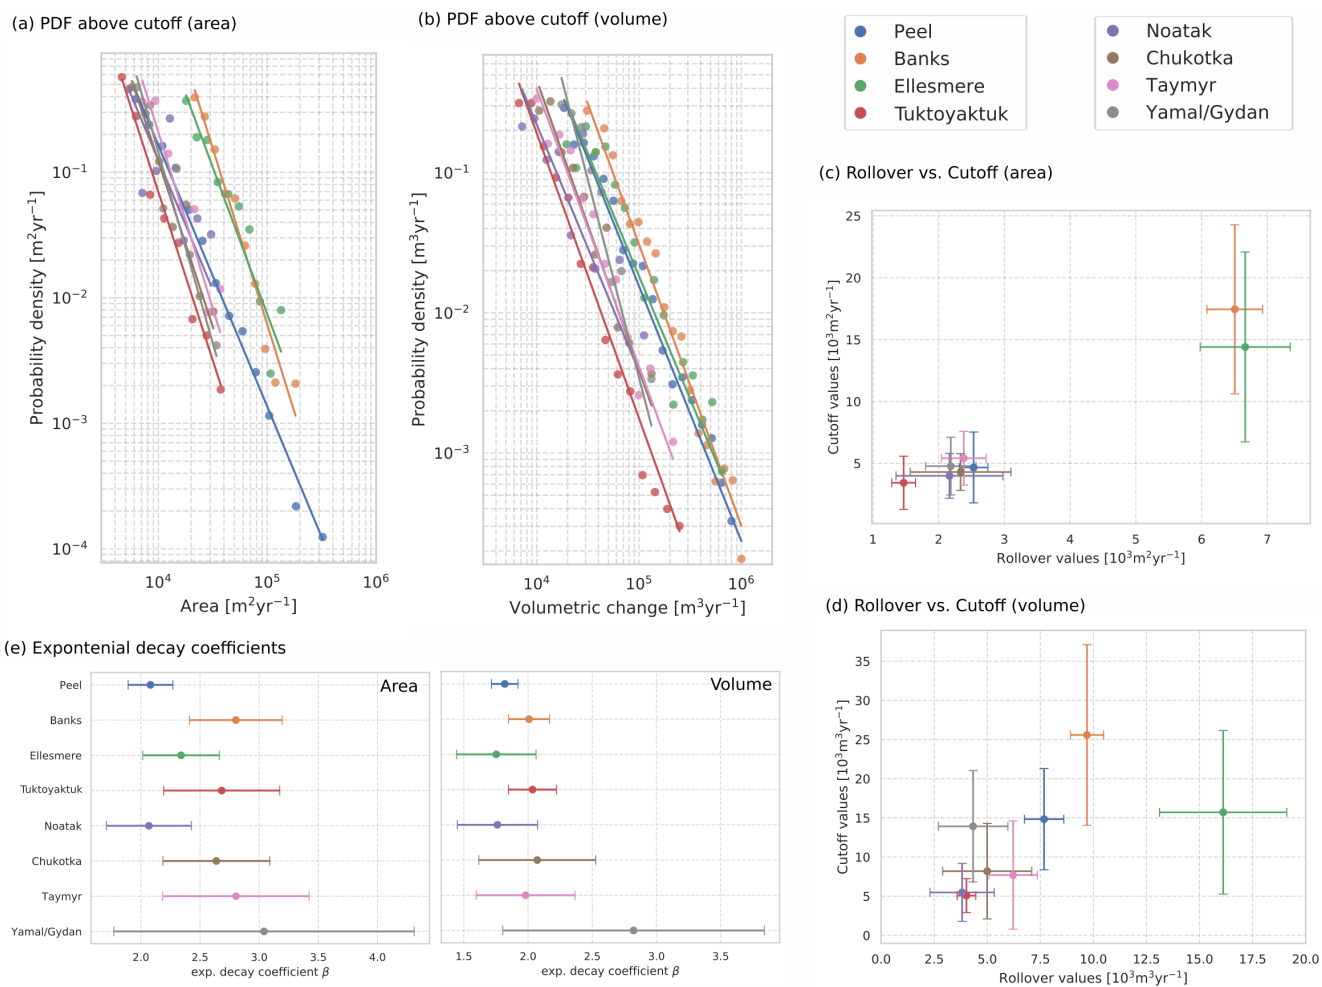 (a) PDF above cutoff (area)
Probability density [m²yr⁻¹]
10⁻¹
10⁻²
10⁻³
10⁻⁴
10⁴ 10⁵ 10⁶
Area [m²yr⁻¹]
(b) PDF above cutoff (volume)
Probability density [m³yr⁻¹]
10⁻¹
10⁻²
10⁻³
10⁴ 10⁵ 10⁶
Volumetric change [m³yr⁻¹]
Peel
Banks
Ellesmere
Tuktoyaktuk
Noatak
Chukotka
Taymyr
Yamal/Gydan
(c) Rollover vs. Cutoff (area)
Cutoff values [10³m²yr⁻¹]
25
20
15
10
5
1 2 3 4 5 6 7
Rollover values [10³m²yr⁻¹]
(d) Rollover vs. Cutoff (volume)
Cutoff values [10³m³yr⁻¹]
35
30
25
20
15
10
5
0
0.0 2.5 5.0 7.5 10.0 12.5 15.0 17.5 20.0
Rollover values [10³m³yr⁻¹]
(e) Expontenial decay coefficients
Area
Peel
Banks
Ellesmere
Tuktoyaktuk
Noatak
Chukotka
Taymyr
Yamal/Gydan
2.0 2.5 3.0 3.5 4.0
exp. decay coefficient β
Volume
1.5 2.0 2.5 3.0 3.5
exp. decay coefficient β